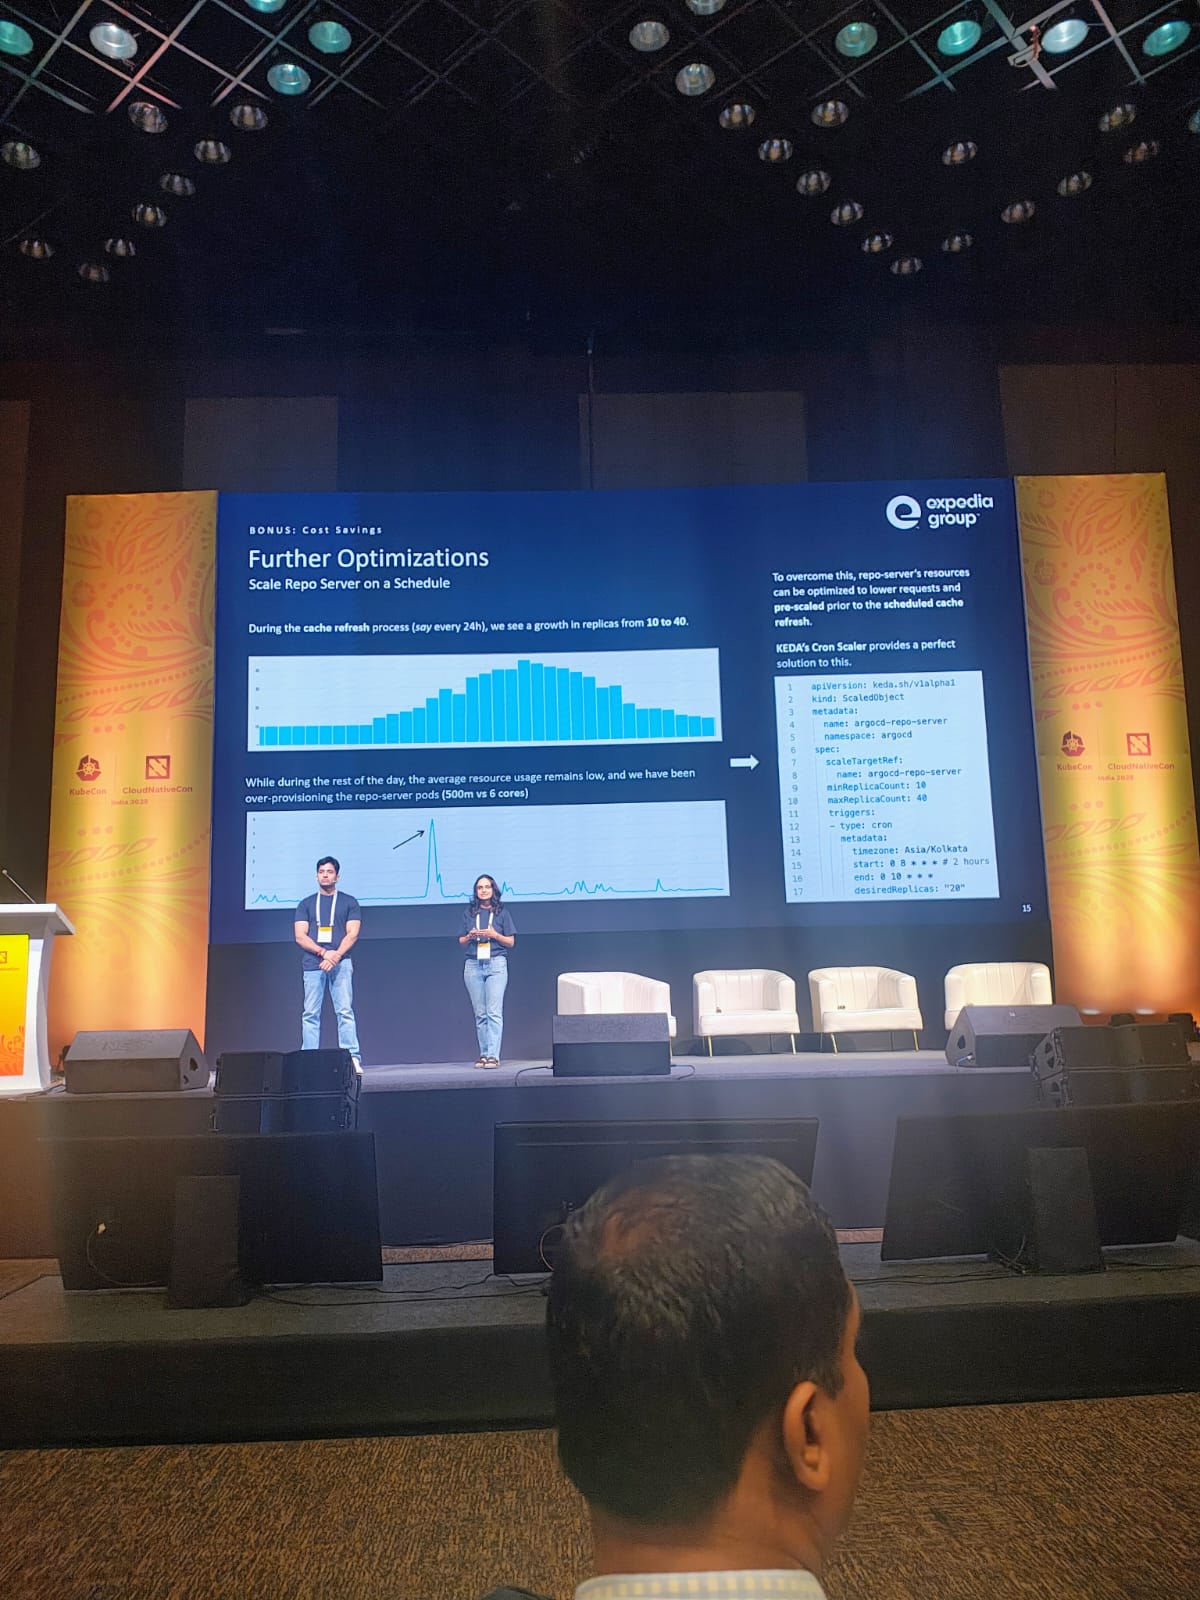 BONUS: Cost Savings
Further Optimizations
Scale Repo Server on a Schedule
During the cache refresh process (say every 24h), we see a growth in replicas from 10 to 40.
While during the rest of the day, the average resource usage remains low, and we have been
over-provisioning the repo-server pods (500m vs 6 cores)
expedia
group
To overcome this, repo-server's resources
can be optimized to lower requests and
pre-scaled prior to the scheduled cache
refresh.
KEDA's Cron Scaler provides a perfect
solution to this.
1 apiVersion: keda.sh/v1alpha1
2 kind: ScaledObject
3 metadata:
4 name: argocd-repo-server
5 namespace: argocd
6 spec:
7 scaleTargetRef:
8 name: argocd-repo-server
9 minReplicaCount: 10
10 maxReplicaCount: 40
11 triggers:
12 - type: cron
13 metadata:
14 timezone: Asia/Kolkata
15 start: 0 8 * * * # 2 hours
16 end: 0 10 * * *
17 desiredReplicas: "20"
15
KubeCon CloudNativeCon
India 2025
KubeCon CloudNativeCon
India 2025